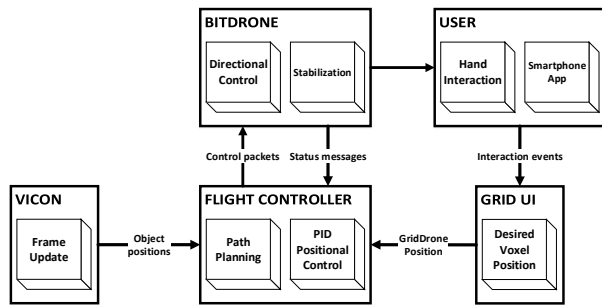 BITDRONE
Directional
Control
Stabilization
USER
Hand
Interaction
Smartphone
App
Control packets
Status messages
Interaction events
VICON
Frame
Update
Object
positions
FLIGHT CONTROLLER
Path
Planning
PID
Positional
Control
GridDrone
Position
GRID UI
Desired
Voxel
Position